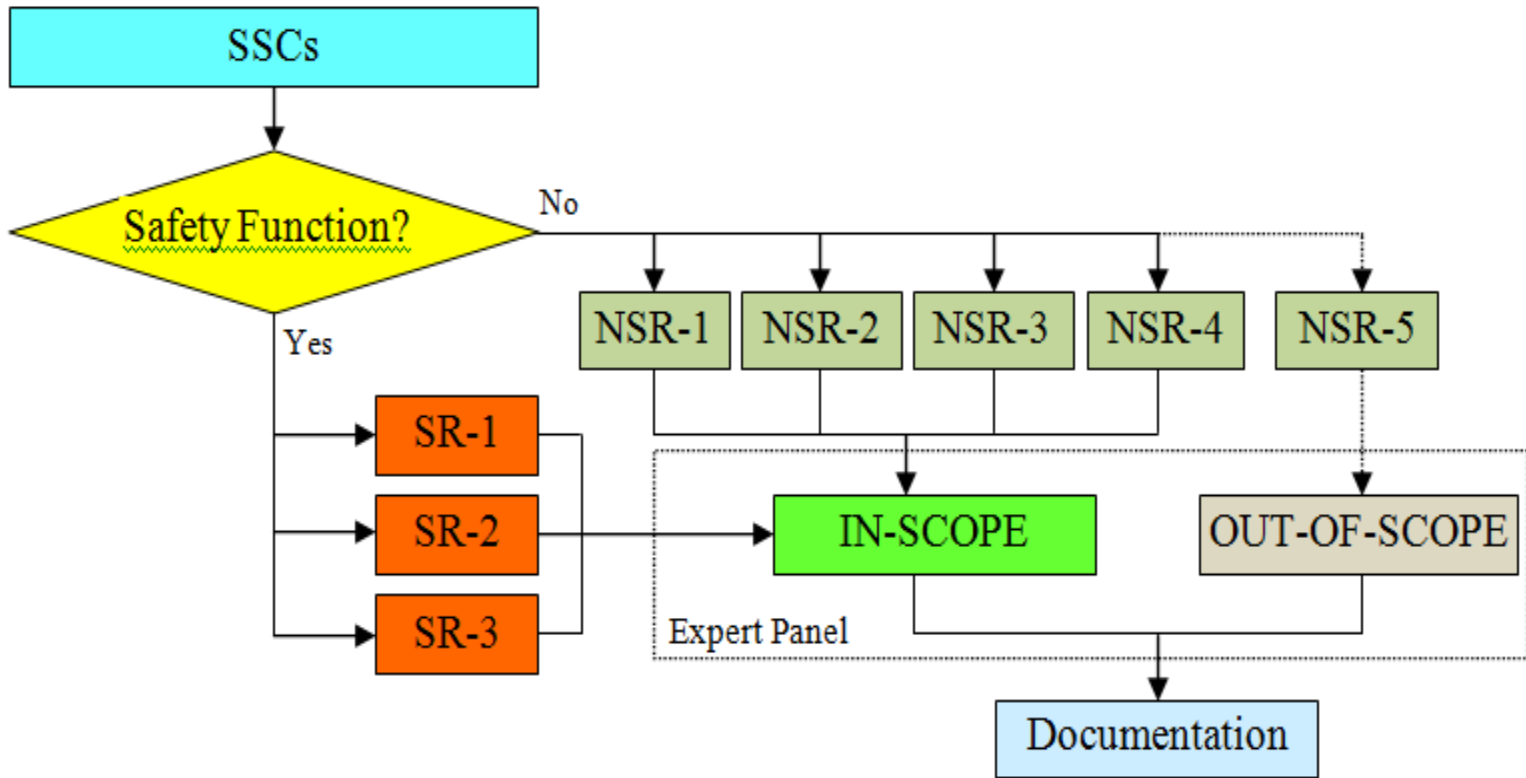 SSCs
Safety Function?
No
Yes
NSR-1
NSR-2
NSR-3
NSR-4
NSR-5
SR-1
SR-2
SR-3
IN-SCOPE
OUT-OF-SCOPE
Expert Panel
Documentation